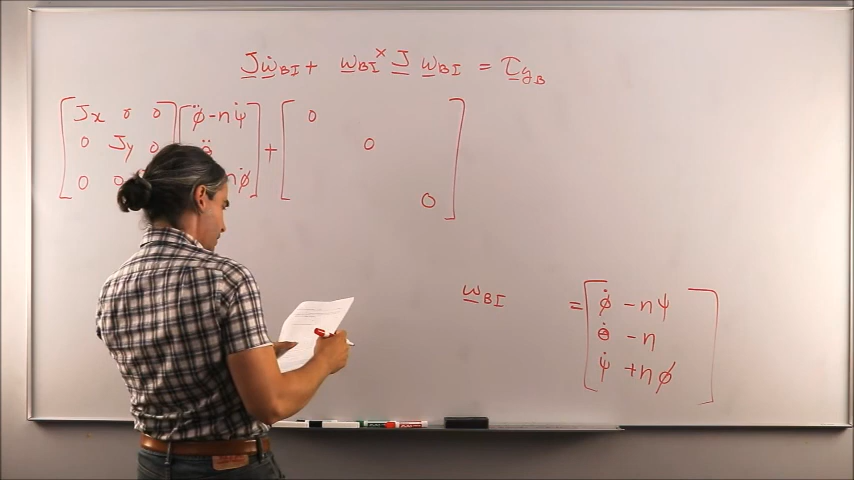 J ω̇_BI + ω_BI^× J ω_BI = τ_g_B
[ Jx 0 0 ] [ φ̈ - nψ̇ ] + [ 0
0 Jy 0 θ̈ 0
0 0 nφ̇ 0 ]
ω_BI = [ φ̇ - nψ
θ̇ - n
ψ̇ + nφ ]